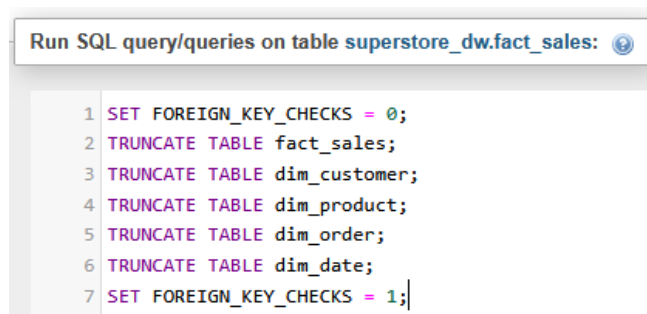 Run SQL query/queries on table superstore_dw.fact_sales:
1 SET FOREIGN_KEY_CHECKS = 0;
2 TRUNCATE TABLE fact_sales;
3 TRUNCATE TABLE dim_customer;
4 TRUNCATE TABLE dim_product;
5 TRUNCATE TABLE dim_order;
6 TRUNCATE TABLE dim_date;
7 SET FOREIGN_KEY_CHECKS = 1;